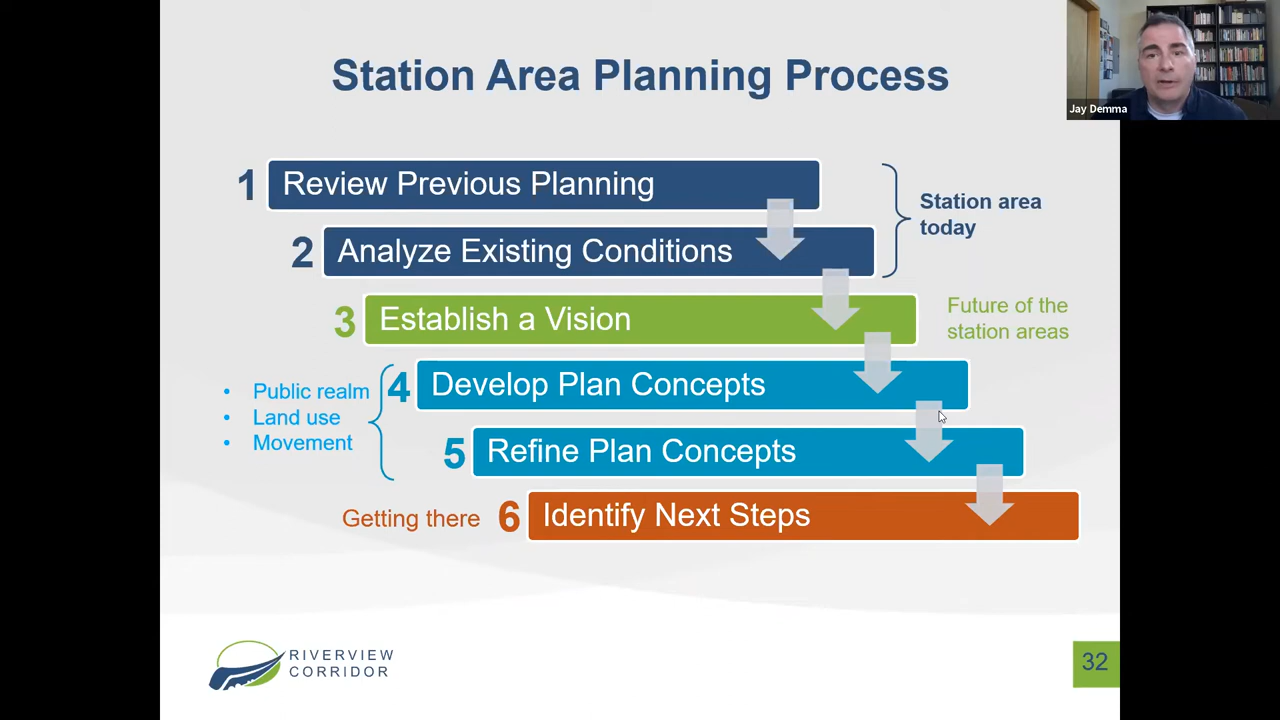 Station Area Planning Process
Jay Demma
1 Review Previous Planning
Station area
today
2 Analyze Existing Conditions
3 Establish a Vision
Future of the
station areas
• Public realm
• Land use
• Movement
4 Develop Plan Concepts
5 Refine Plan Concepts
Getting there 6 Identify Next Steps
RIVERVIEW
CORRIDOR
32